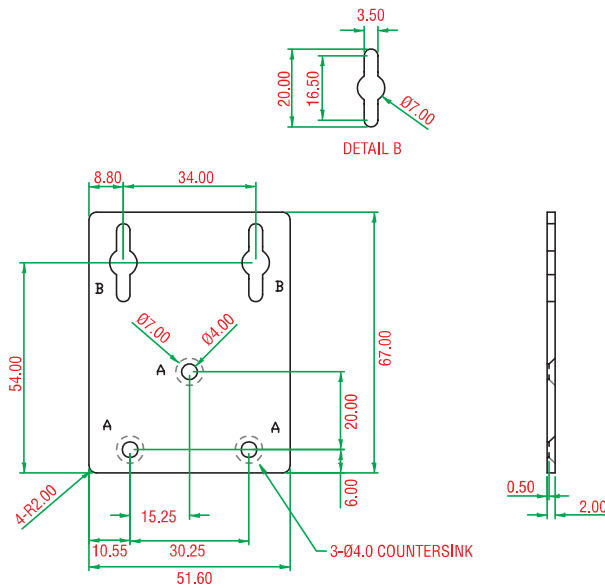 3.50
20.00
16.50
Ø7.00
DETAIL B
8.80
34.00
B
B
54.00
Ø7.00
Ø4.00
67.00
A
20.00
A
A
6.00
4-R2.00
15.25
0.50
2.00
10.55
30.25
3-Ø4.0 COUNTERSINK
51.60